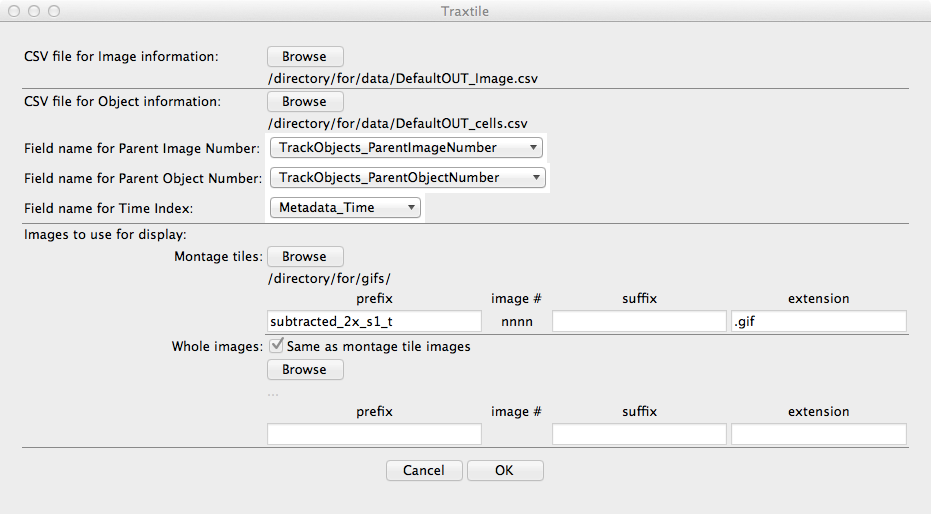 Traxtile
CSV file for Image information: Browse
/directory/for/data/DefaultOUT_Image.csv
CSV file for Object information: Browse
/directory/for/data/DefaultOUT_cells.csv
Field name for Parent Image Number: TrackObjects_ParentImageNumber
Field name for Parent Object Number: TrackObjects_ParentObjectNumber
Field name for Time Index: Metadata_Time
Images to use for display:
Montage tiles: Browse
/directory/for/gifs/
prefix image # suffix extension
subtracted_2x_s1_t nnnn .gif
Whole images: Same as montage tile images
Browse
...
prefix image # suffix extension
Cancel OK